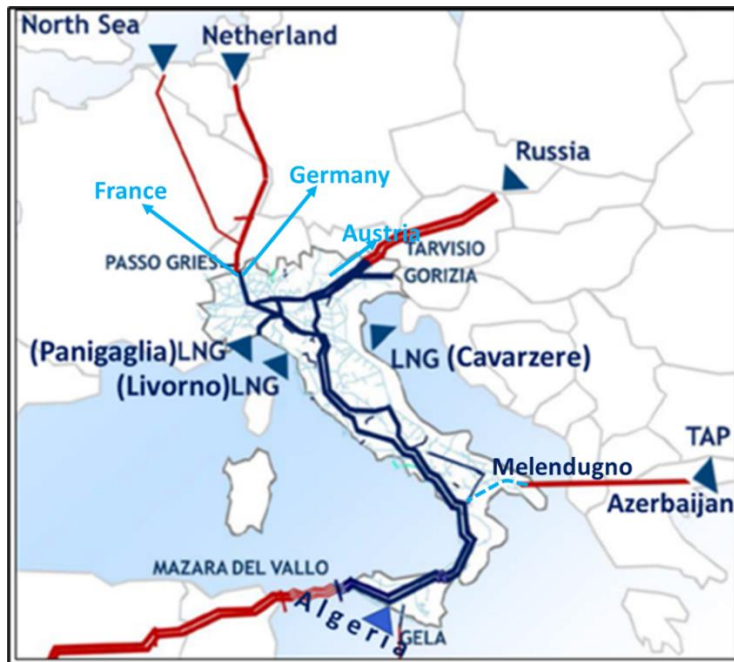 North Sea
Netherland
Russia
Germany
France
Austria
TARVISIO
PASSO GRIES
GORIZIA
(Panigaglia)LNG
LNG (Cavarzere)
(Livorno)LNG
TAP
Melendugno
Azerbaijan
MAZARA DEL VALLO
Algeria
GELA